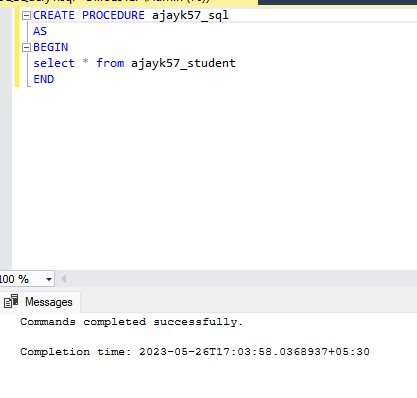 CREATE PROCEDURE ajayk57_sql
AS
BEGIN
select * from ajayk57_student
END
100 %
Messages
Commands completed successfully.
Completion time: 2023-05-26T17:03:58.0368937+05:30